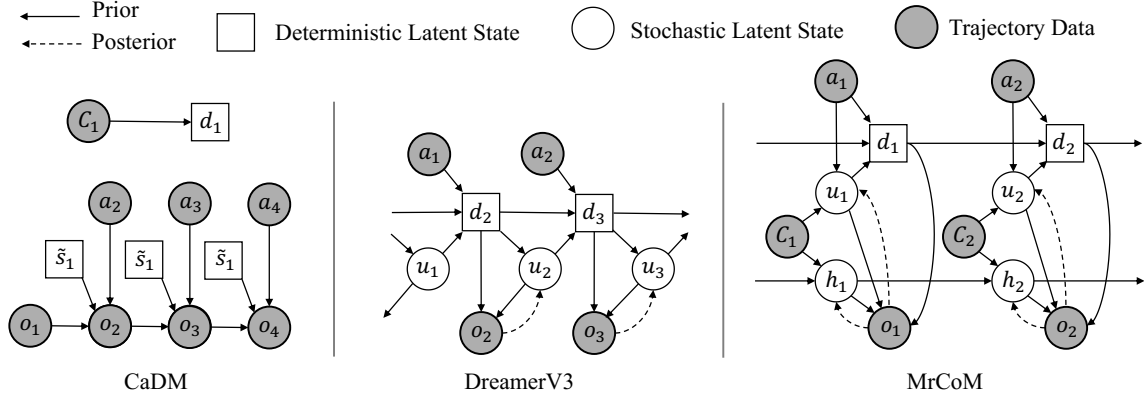 Prior
Posterior
Deterministic Latent State
Stochastic Latent State
Trajectory Data
C₁ d₁
a₂ a₃ a₄
s̃₁ s̃₁ s̃₁
o₁ o₂ o₃ o₄
CaDM
a₁ a₂
d₂ d₃
u₁ u₂ u₃
o₂ o₃
DreamerV3
a₁ a₂
d₁ d₂
u₁ u₂
C₁ C₂
h₁ h₂
o₁ o₂
MrCoM